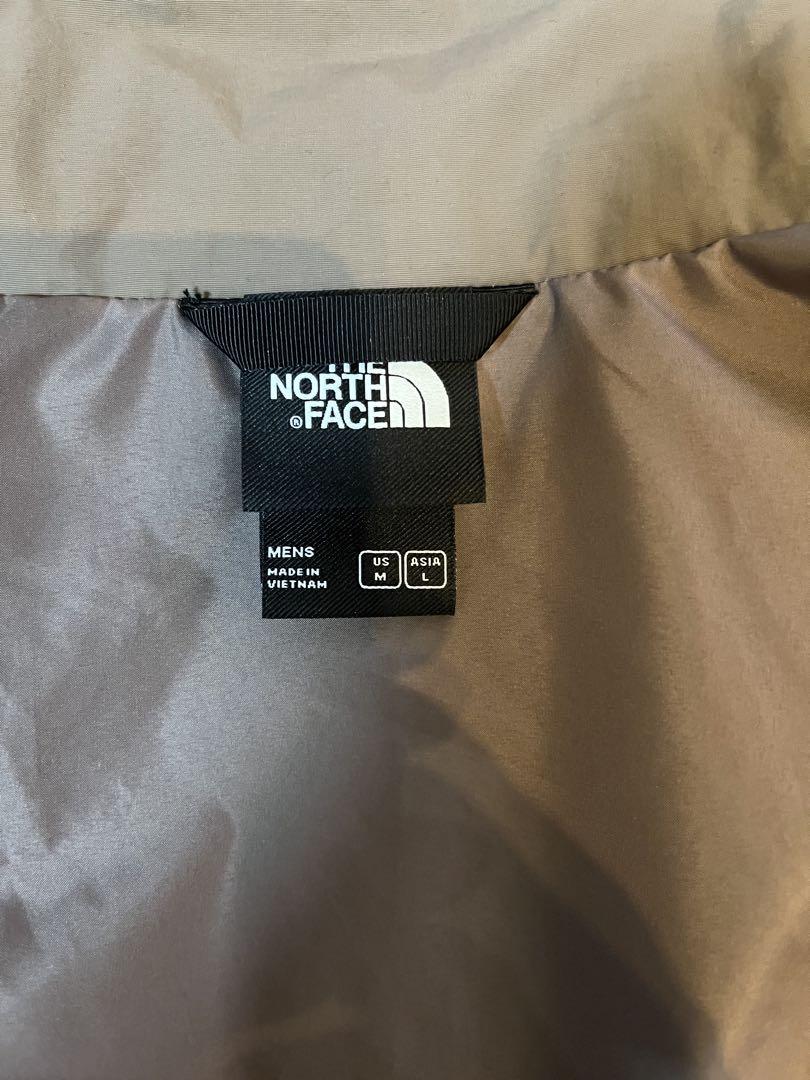 THE
NORTH
FACE
®
MENS
MADE IN
VIETNAM
US
M
ASIA
L